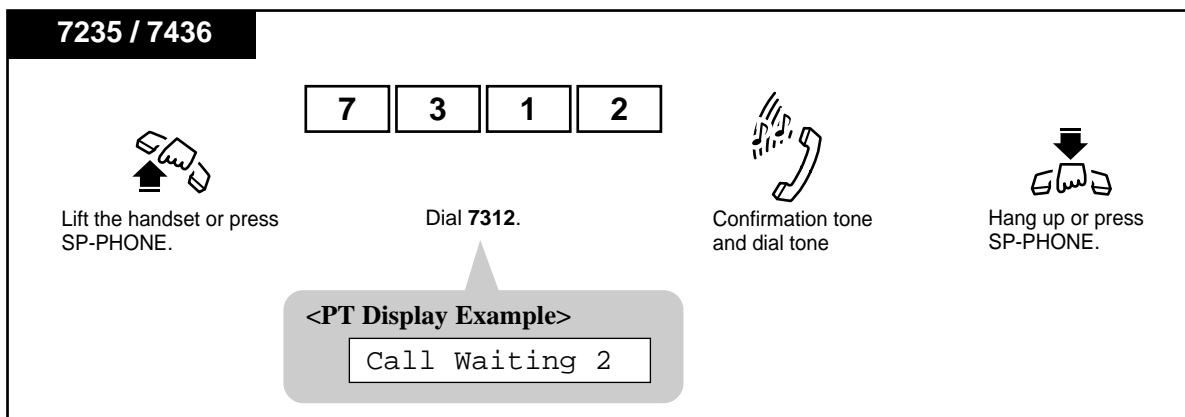 7235 / 7436
7 3 1 2
Lift the handset or press
SP-PHONE.
Dial 7312.
Confirmation tone
and dial tone
Hang up or press
SP-PHONE.
<PT Display Example>
Call Waiting 2